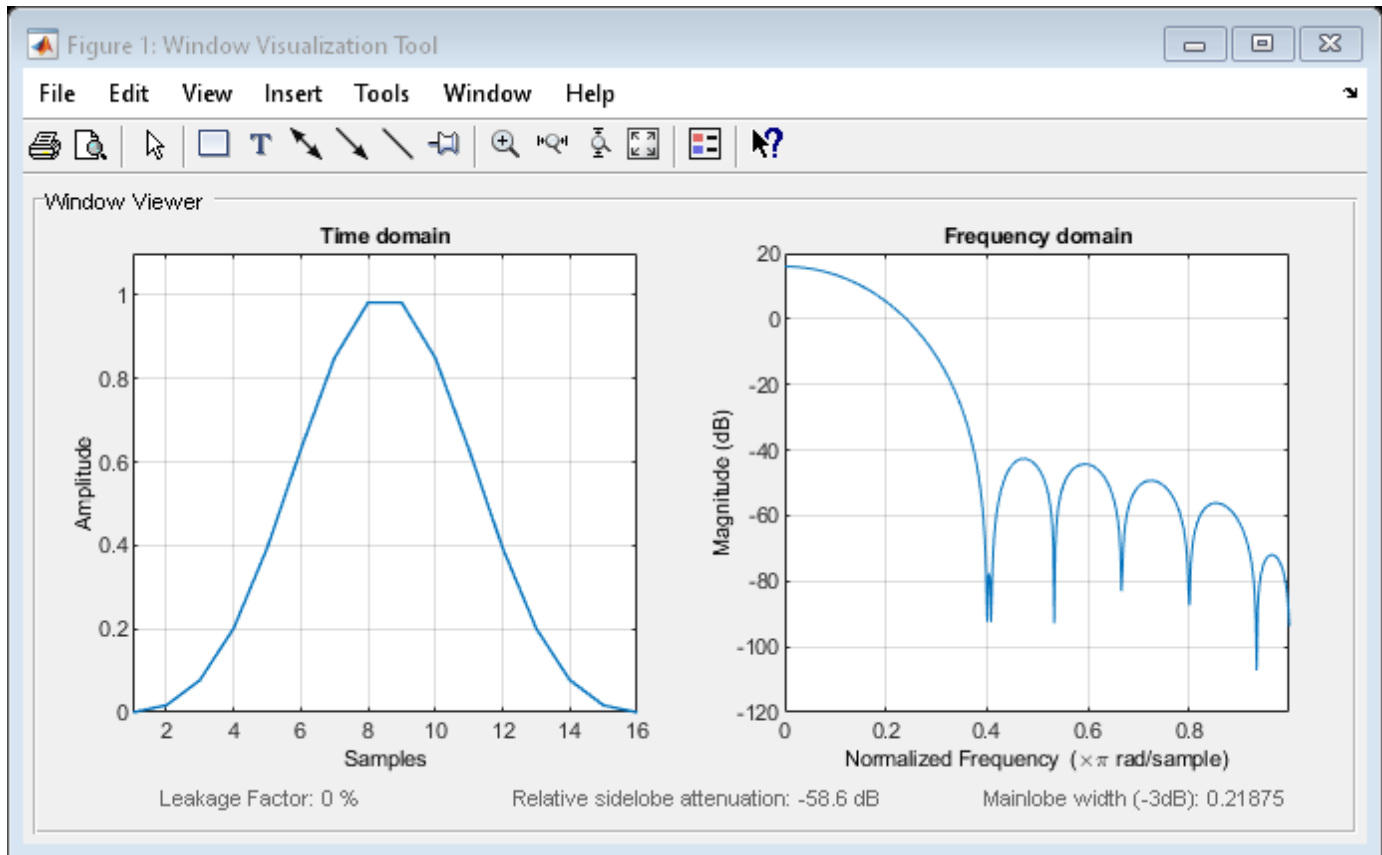 Figure 1: Window Visualization Tool
File Edit View Insert Tools Window Help
T
?
Window Viewer
Time domain
1
0.8
0.6
0.4
0.2
0
Amplitude
2 4 6 8 10 12 14 16
Samples
Frequency domain
20
0
-20
-40
-60
-80
-100
-120
Magnitude (dB)
0 0.2 0.4 0.6 0.8
Normalized Frequency (×π rad/sample)
Leakage Factor: 0 % Relative sidelobe attenuation: -58.6 dB Mainlobe width (-3dB): 0.21875